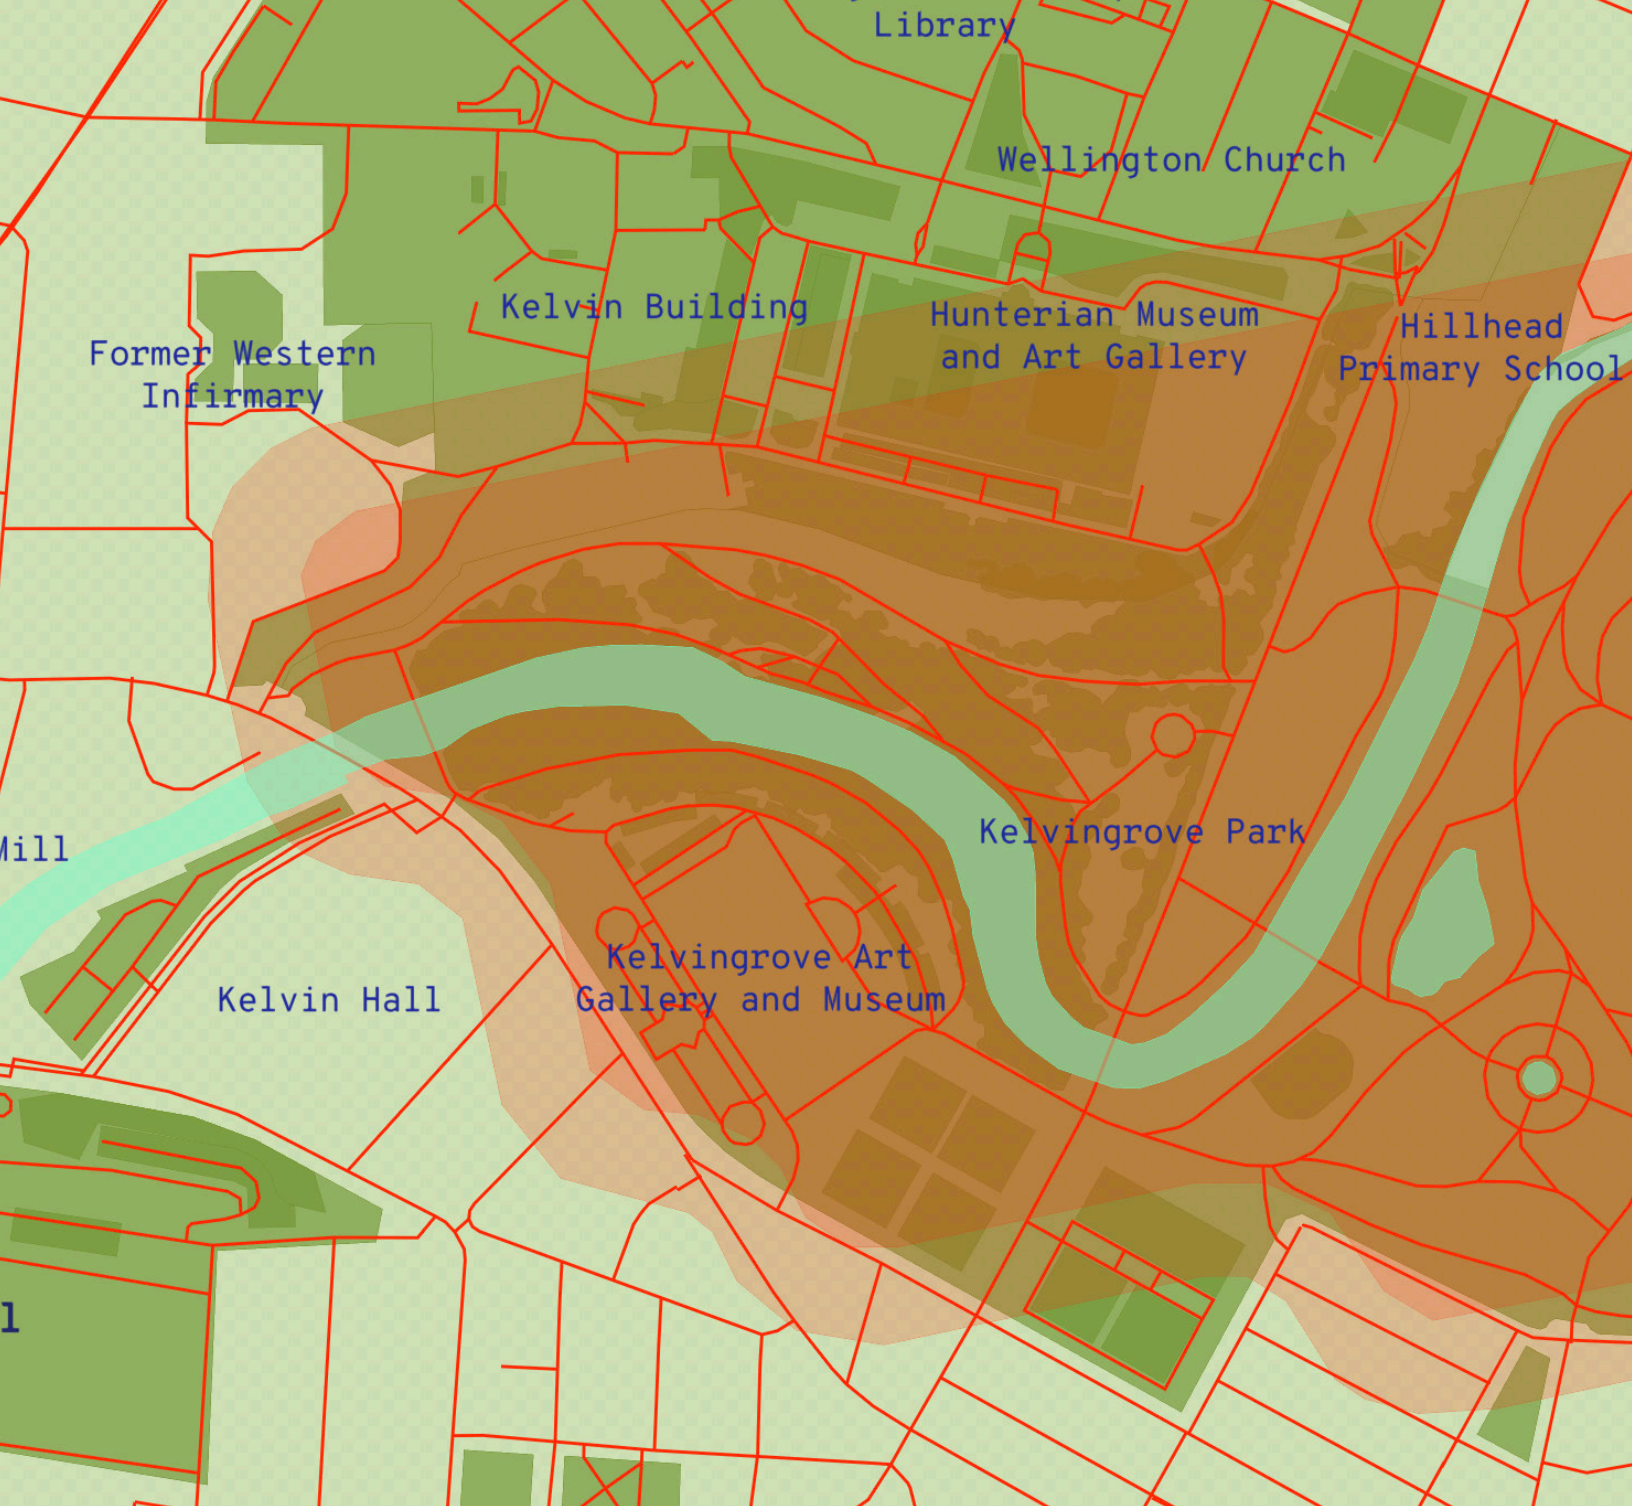 Library
Wellington Church
Kelvin Building
Hunterian Museum
and Art Gallery
Hillhead
Primary School
Former Western
Infirmary
Kelvingrove Park
Mill
Kelvingrove Art
Gallery and Museum
Kelvin Hall
l